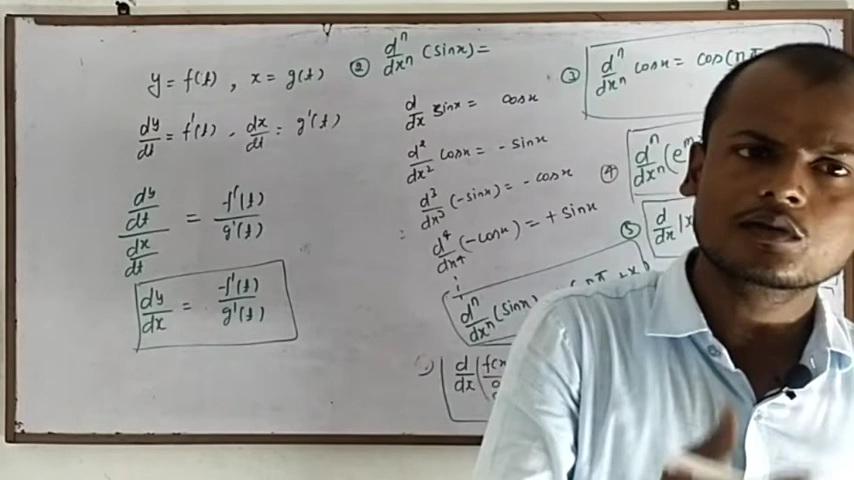 y = f(t) , x = g(t)
dy/dt = f'(t) . dx/dt = g'(t)
dy/dt / dx/dt = f'(t) / g'(t)
dy/dx = f'(t) / g'(t)
② dⁿ/dxⁿ (sinx) =
d/dx sinx = cosx
d²/dx² cosx = - sinx
d³/dx³ (-sinx) = - cosx
d⁴/dx⁴ (-cosx) = + sinx
dⁿ/dxⁿ (sinx)
d/dx
③ dⁿ/dxⁿ cosx = cos(nπ
④ dⁿ/dxⁿ (e
⑤ d/dx |x